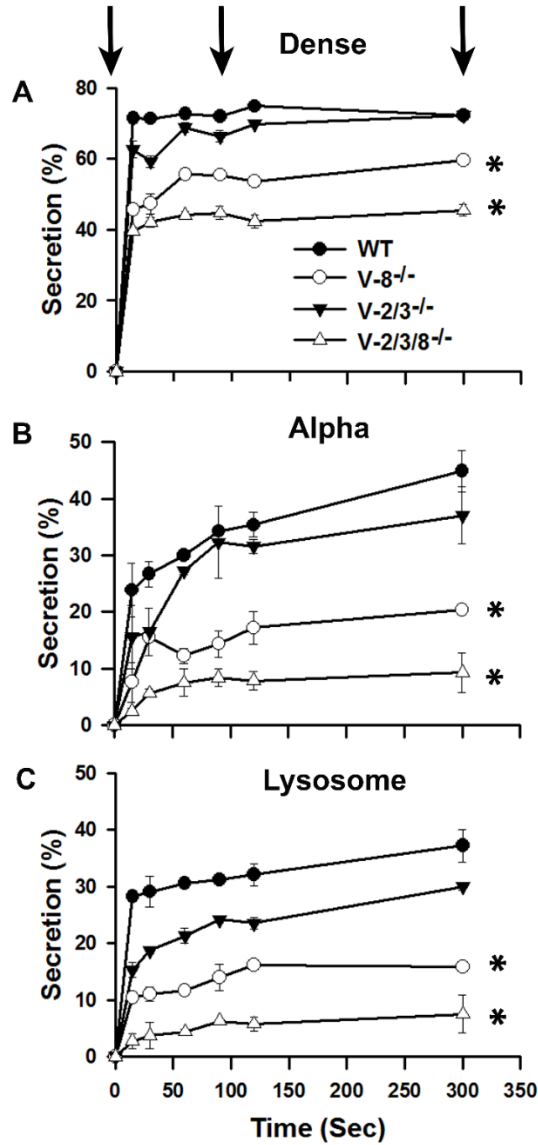 Dense
A
80
60
40
20
0
Secretion (%)
WT
V-8-/-
V-2/3-/-
V-2/3/8-/-
*
*
B
Alpha
50
40
30
20
10
0
Secretion (%)
*
*
C
Lysosome
50
40
30
20
10
0
Secretion (%)
*
*
0 50 100 150 200 250 300 350
Time (Sec)